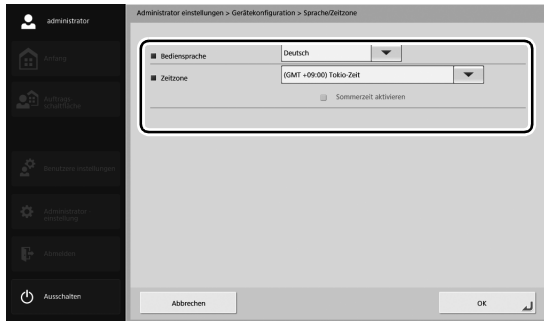 administrator
Administrator einstellungen > Gerätekonfiguration > Sprache/Zeitzone
Anfang
Auftrags-
schaltfläche
Benutzere instellungen
Administrator
einstellung
Abmelden
Ausschalten
Bediensprache
Deutsch
Zeitzone
(GMT +09:00) Tokio-Zeit
Sommerzeit aktivieren
Abbrechen
OK